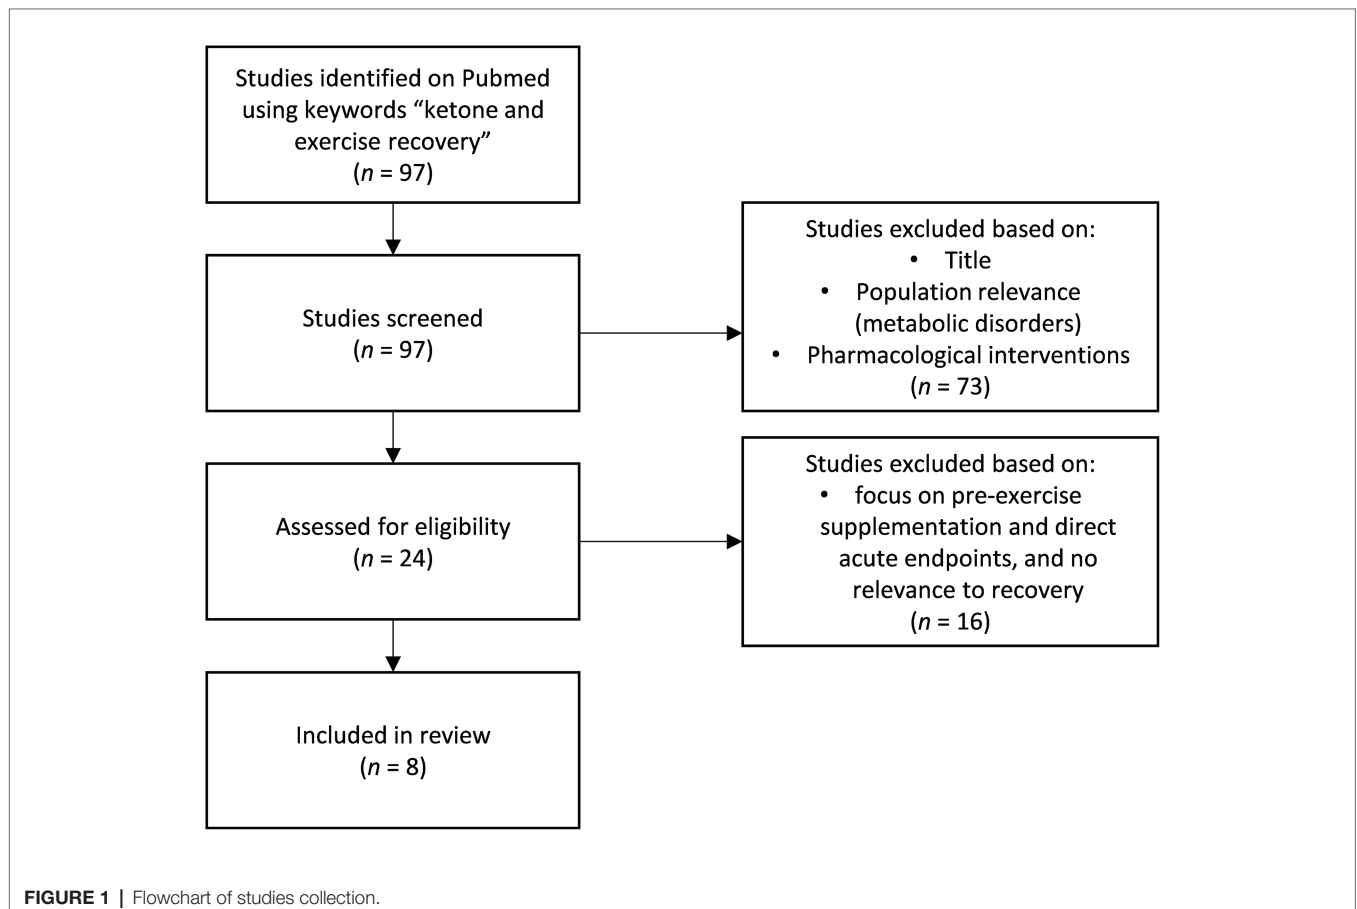 Studies identified on Pubmed
using keywords “ketone and
exercise recovery”
(n = 97)
Studies screened
(n = 97)
Studies excluded based on:
• Title
• Population relevance
(metabolic disorders)
• Pharmacological interventions
(n = 73)
Assessed for eligibility
(n = 24)
Studies excluded based on:
• focus on pre-exercise
supplementation and direct
acute endpoints, and no
relevance to recovery
(n = 16)
Included in review
(n = 8)
FIGURE 1 | Flowchart of studies collection.